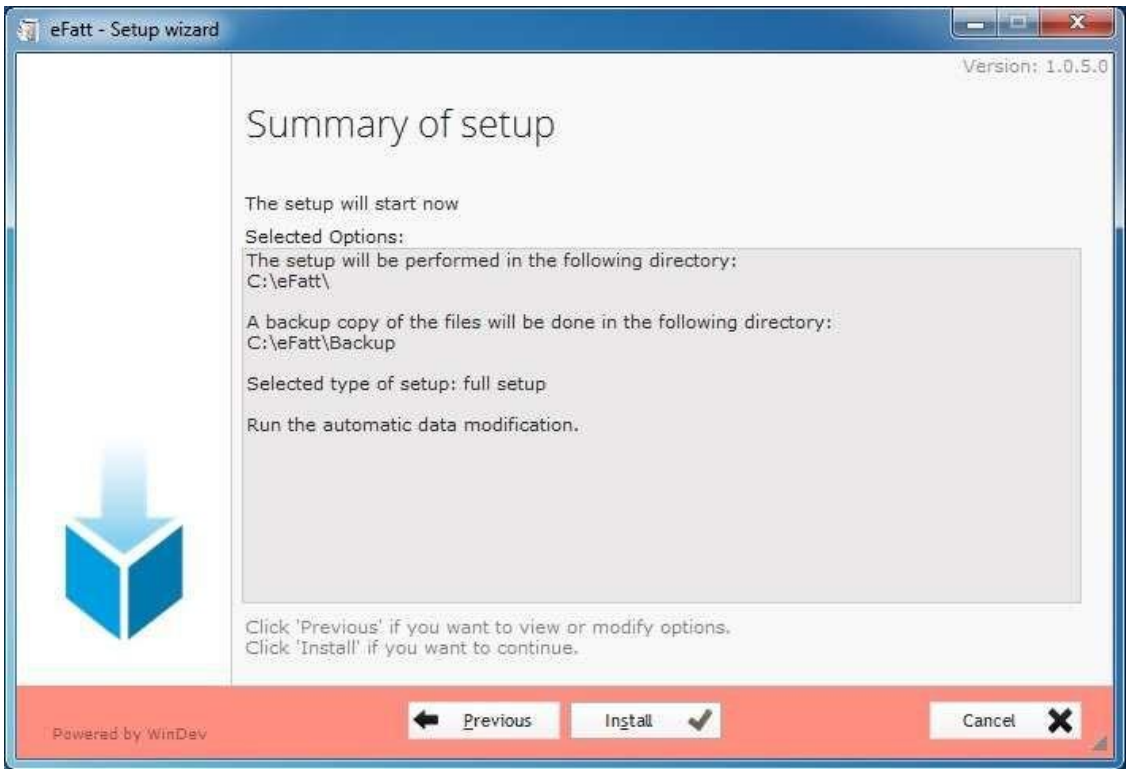 eFatt - Setup wizard
Version: 1.0.5.0
Summary of setup
The setup will start now
Selected Options:
The setup will be performed in the following directory:
C:\eFatt\
A backup copy of the files will be done in the following directory:
C:\eFatt\Backup
Selected type of setup: full setup
Run the automatic data modification.
Click 'Previous' if you want to view or modify options.
Click 'Install' if you want to continue.
Powered by WinDev
Previous
Install
Cancel